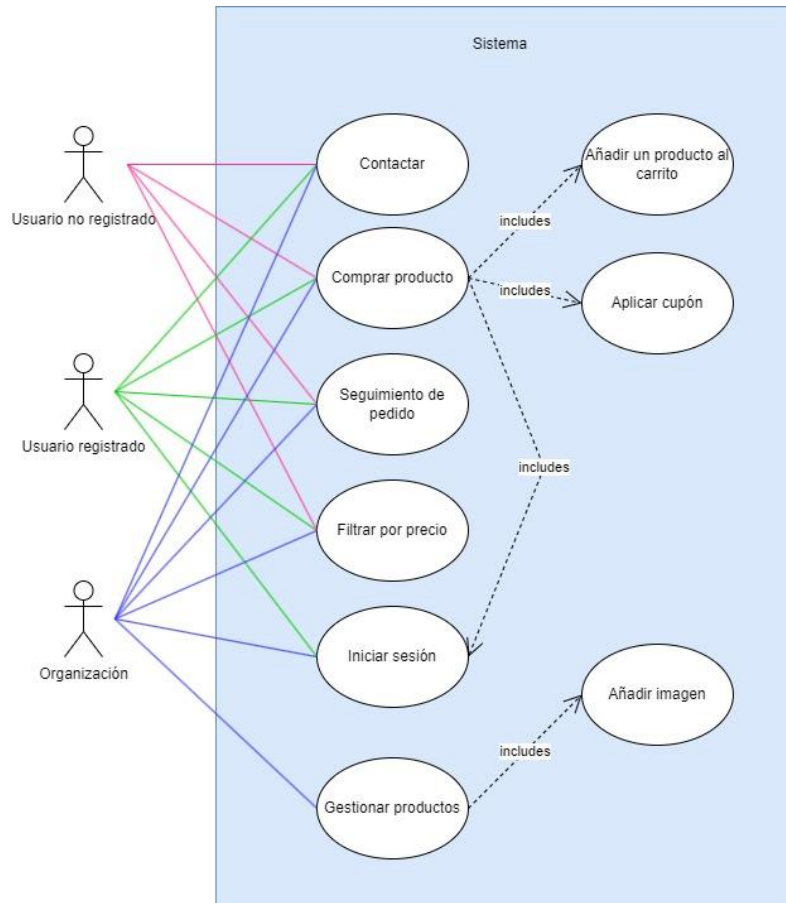 Sistema
Contactar
Añadir un producto al
carrito
Usuario no registrado
includes
Comprar producto
includes
Aplicar cupón
Seguimiento de
pedido
Usuario registrado
includes
Filtrar por precio
Iniciar sesión
Organización
Añadir imagen
includes
Gestionar productos